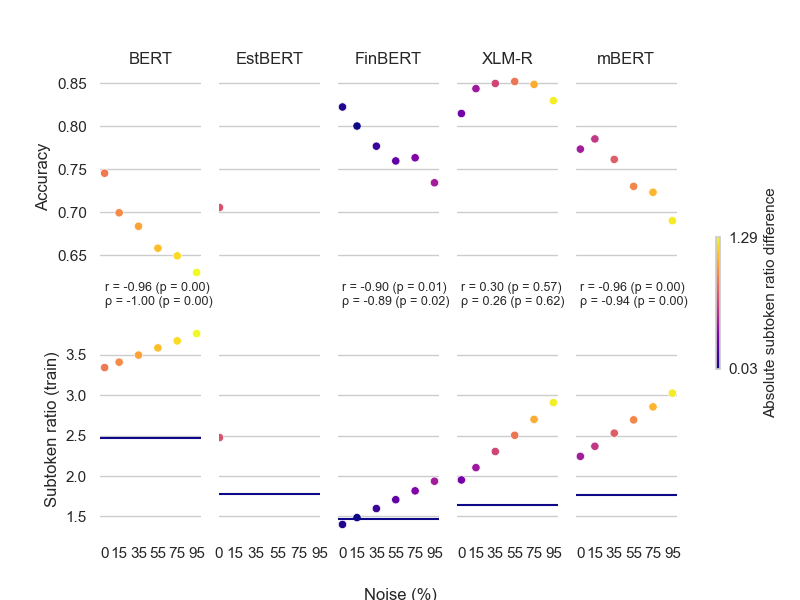 BERT EstBERT FinBERT XLM-R mBERT
Accuracy
0.85
0.80
0.75
0.70
0.65
r = -0.96 (p = 0.00) r = -0.90 (p = 0.01) r = 0.30 (p = 0.57) r = -0.96 (p = 0.00)
ρ = -1.00 (p = 0.00) ρ = -0.89 (p = 0.02) ρ = 0.26 (p = 0.62) ρ = -0.94 (p = 0.00)
Subtoken ratio (train)
3.5
3.0
2.5
2.0
1.5
0 15 35 55 75 95 0 15 35 55 75 95 0 15 35 55 75 95 0 15 35 55 75 95 0 15 35 55 75 95
Noise (%)
1.29
0.03
Absolute subtoken ratio difference